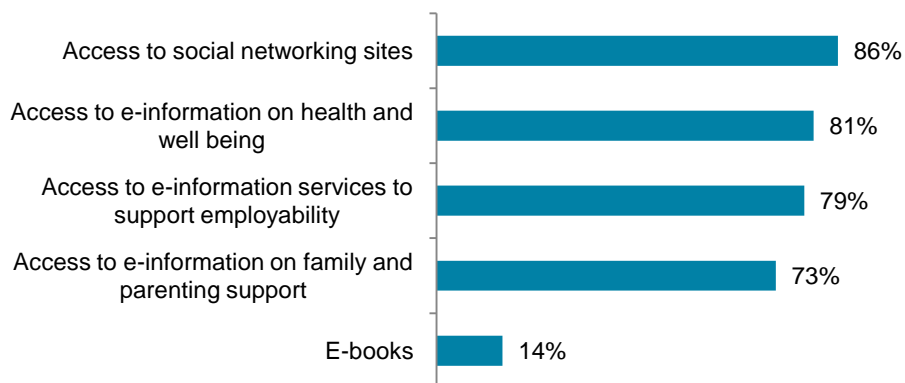 Access to social networking sites
86%
Access to e-information on health and
well being
81%
Access to e-information services to
support employability
79%
Access to e-information on family and
parenting support
73%
E-books
14%